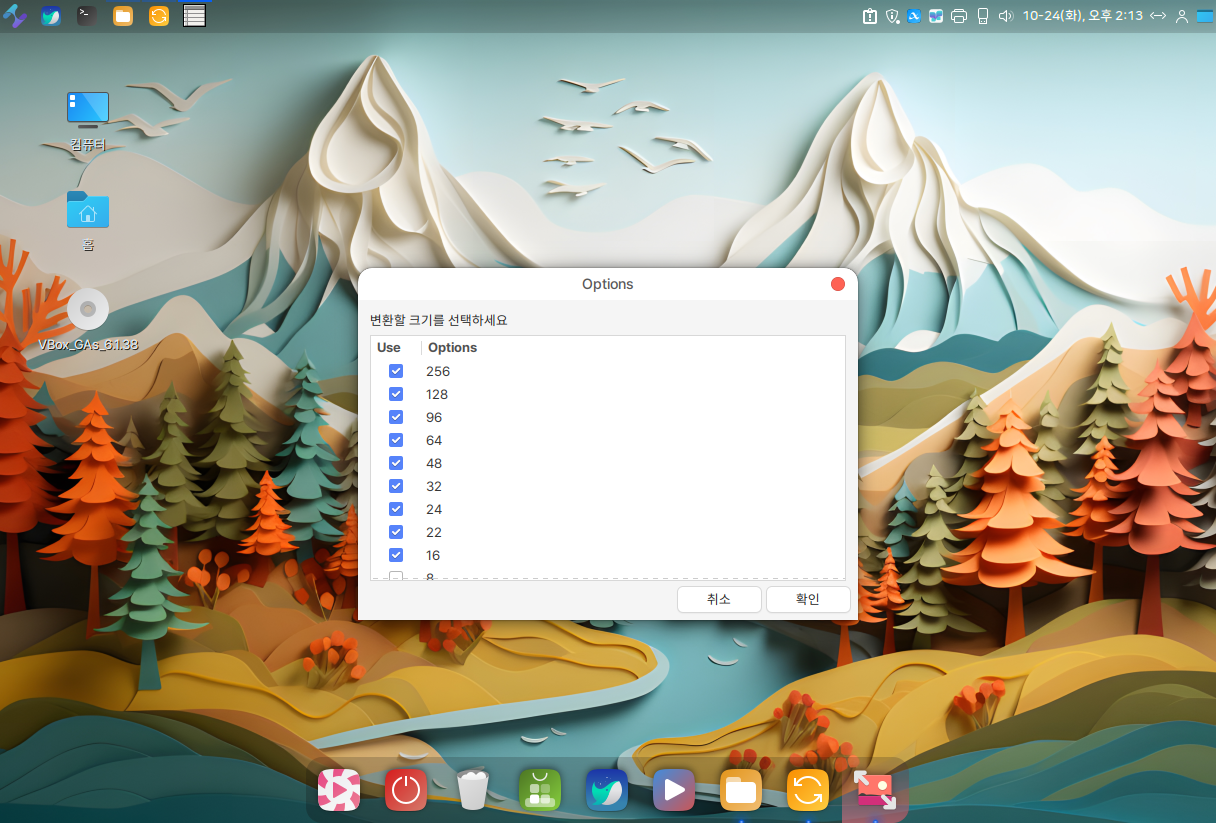 10-24(화), 오후 2:13
컴퓨터
홈
VBox_GAs_6.1.38
Options
변환할 크기를 선택하세요
Use Options
256
128
96
64
48
32
24
22
16
8
취소 확인